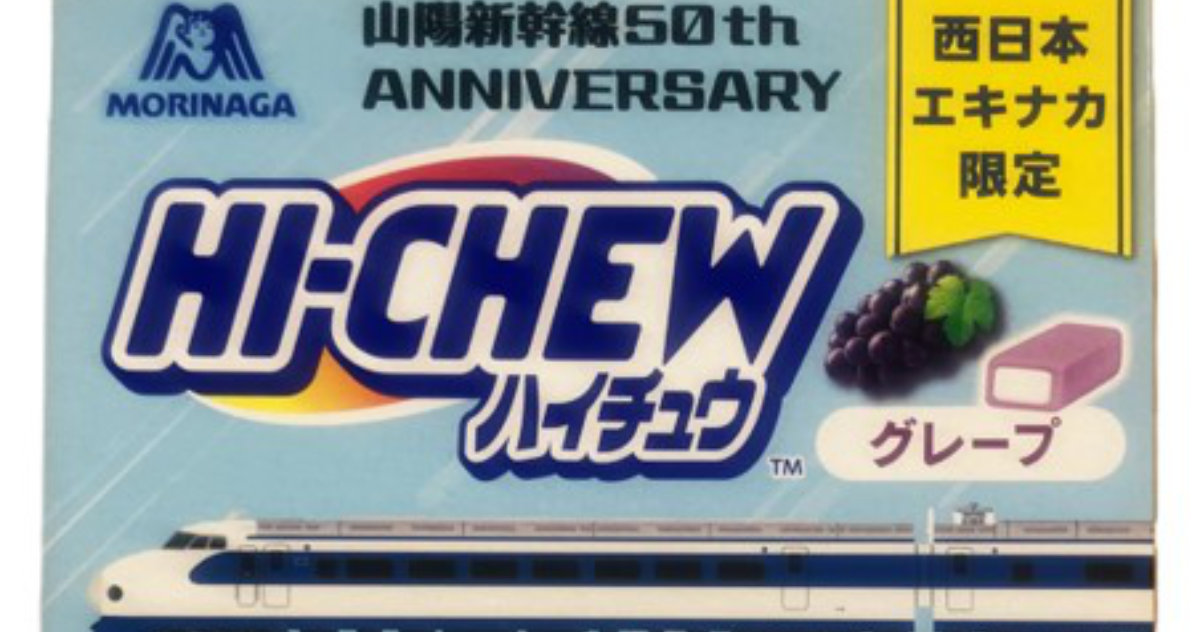 MORINAGA
山陽新幹線50th
ANNIVERSARY
西日本
エキナカ
限定
HI-CHEW
ハイチュウ
TM
グレープ